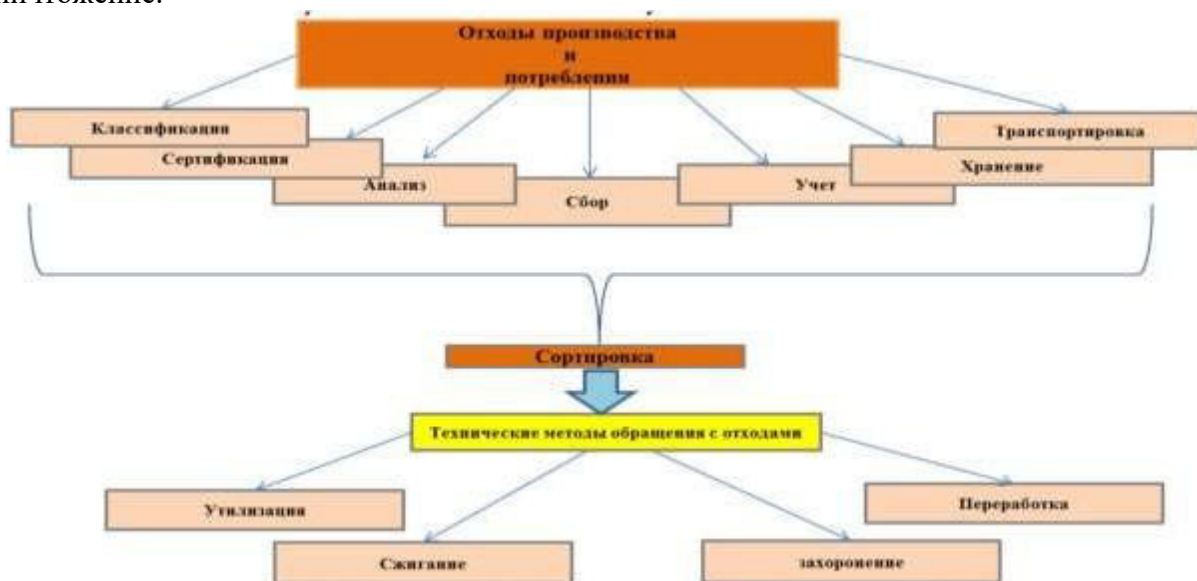 Отходы производства
и
потребления
Классификация
Сертификация
Анализ
Сбор
Учет
Хранение
Транспортировка
Сортировка
Технические методы обращения с отходами
Утилизация
Сжигание
захоронение
Переработка